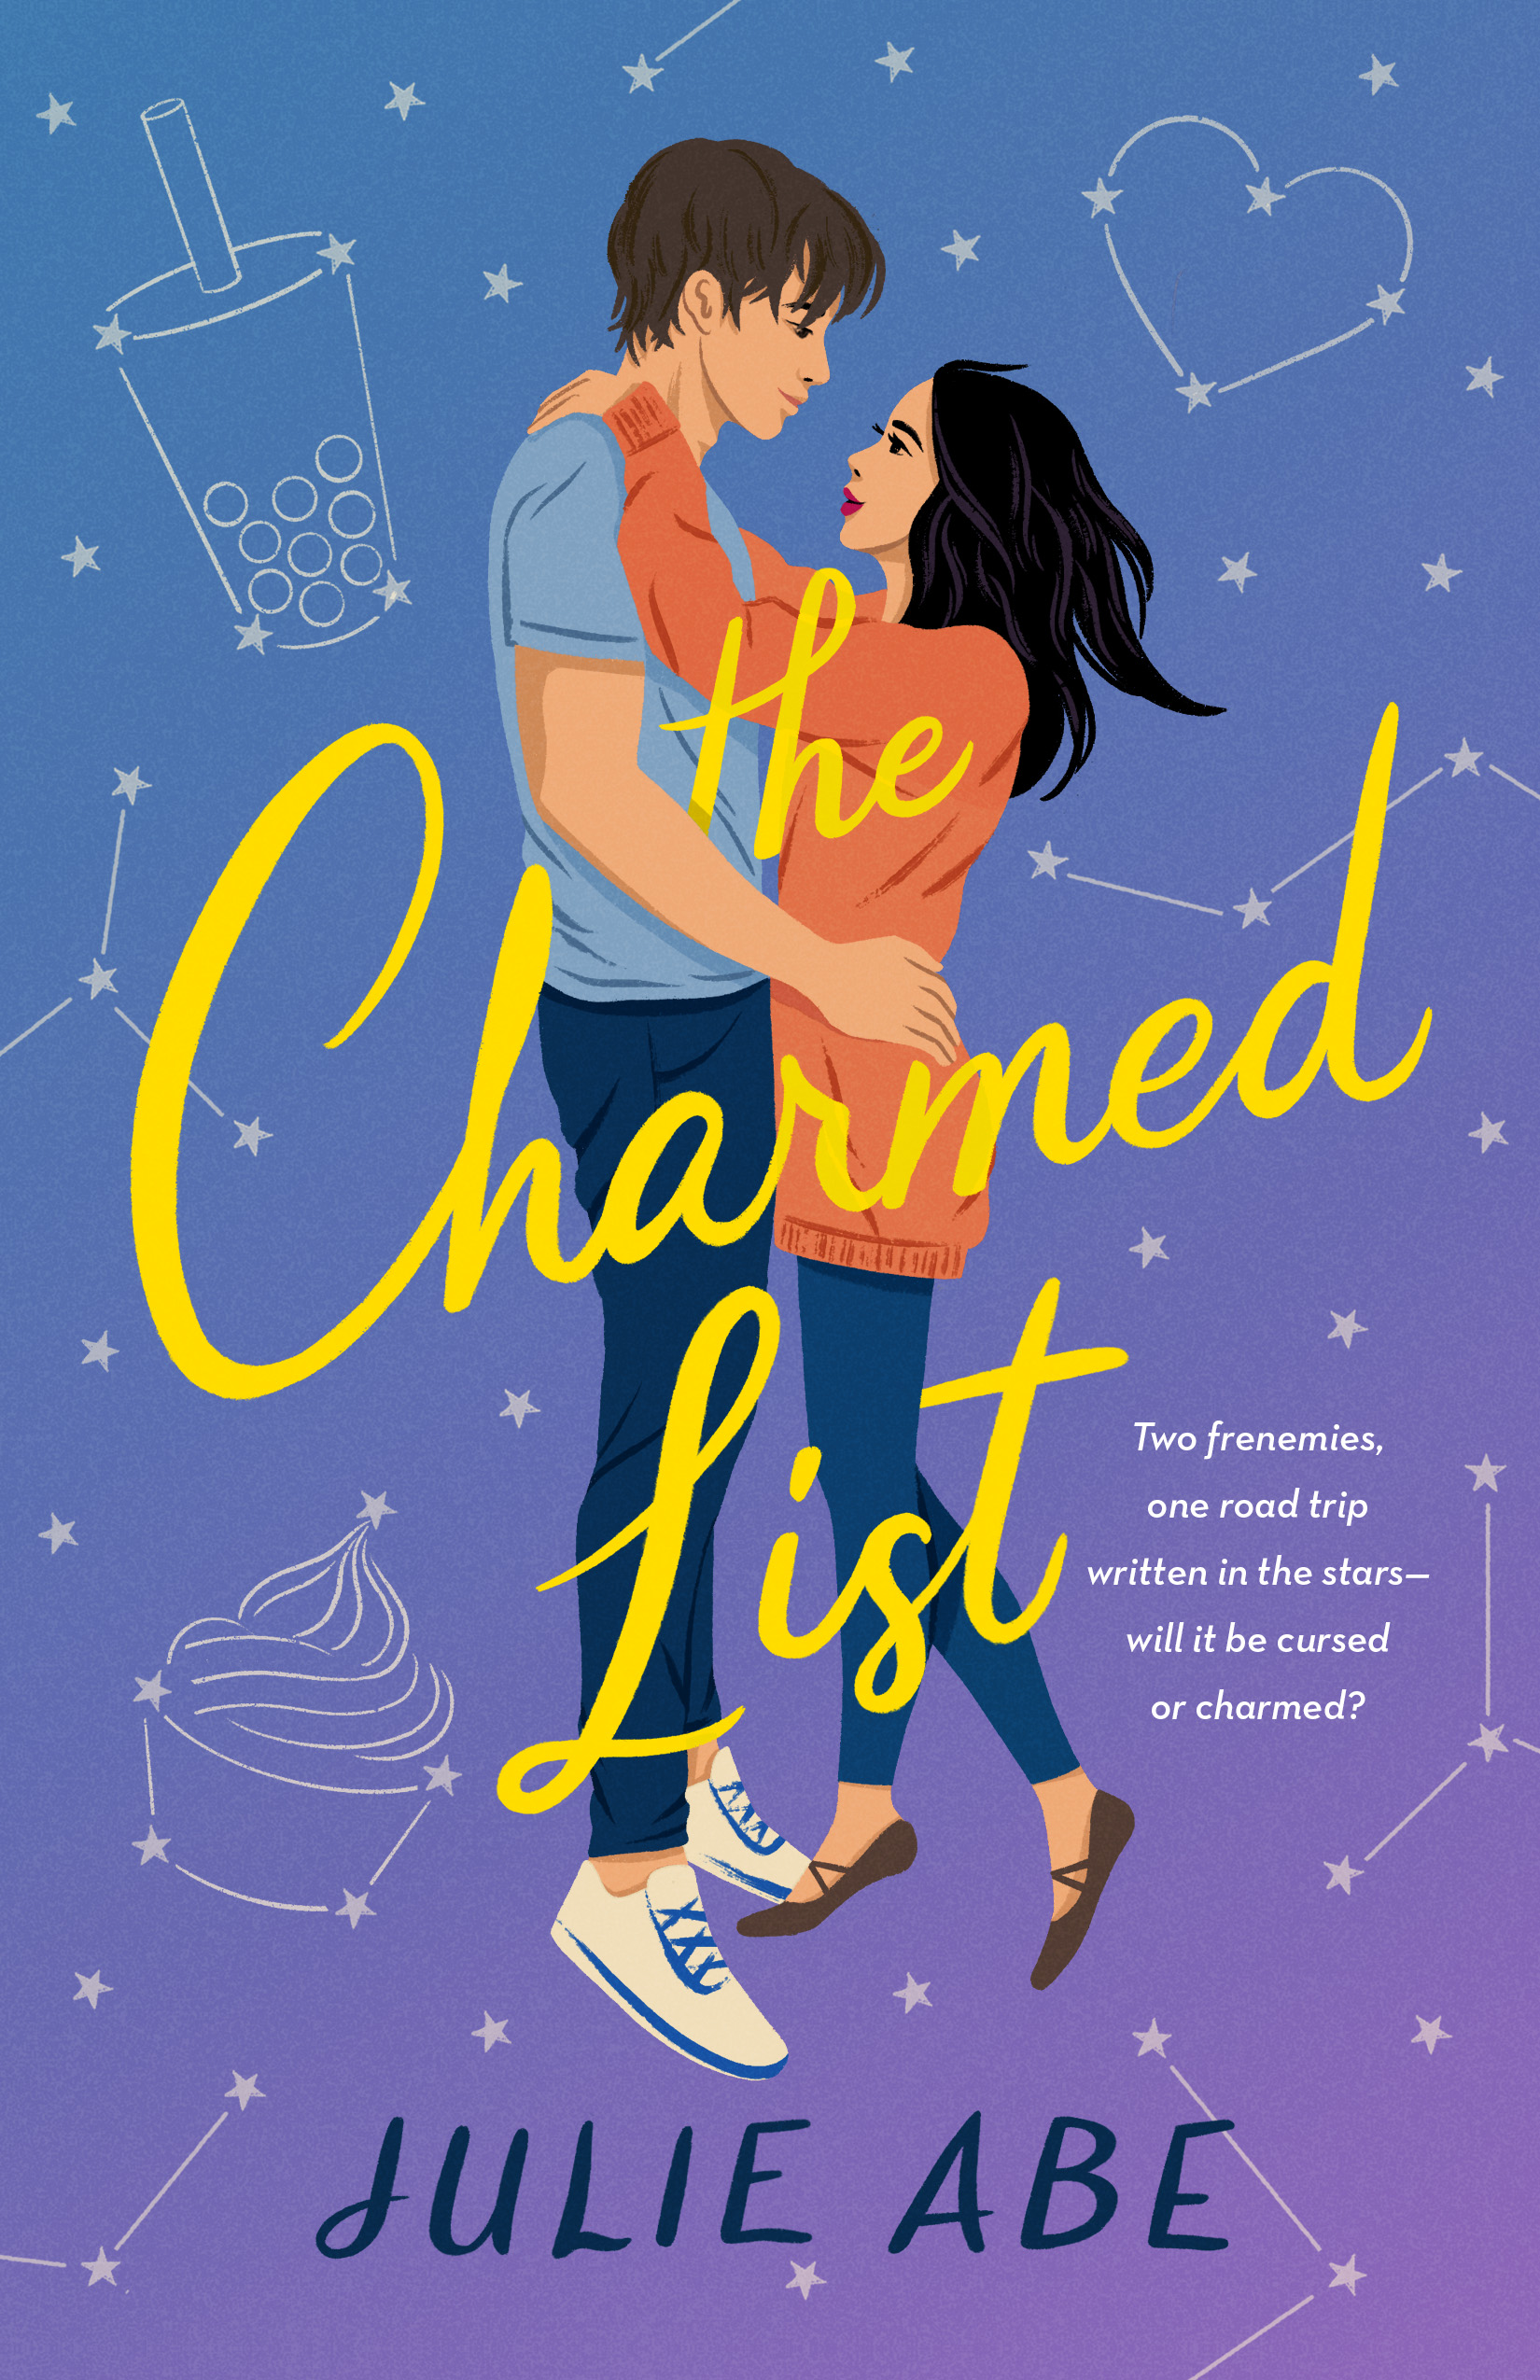 the
Charmed
List
Two frenemies,
one road trip
written in the stars—
will it be cursed
or charmed?
JULIE ABE